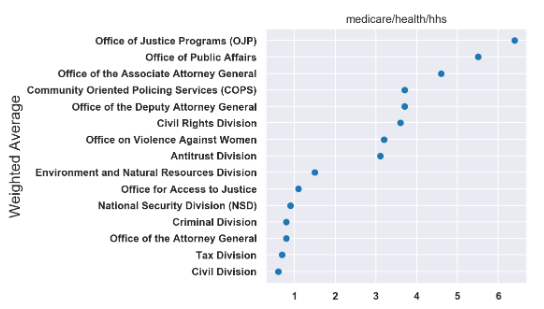 medicare/health/hhs
Weighted Average
Office of Justice Programs (OJP)
Office of Public Affairs
Office of the Associate Attorney General
Community Oriented Policing Services (COPS)
Office of the Deputy Attorney General
Civil Rights Division
Office on Violence Against Women
Antitrust Division
Environment and Natural Resources Division
Office for Access to Justice
National Security Division (NSD)
Criminal Division
Office of the Attorney General
Tax Division
Civil Division
1 2 3 4 5 6